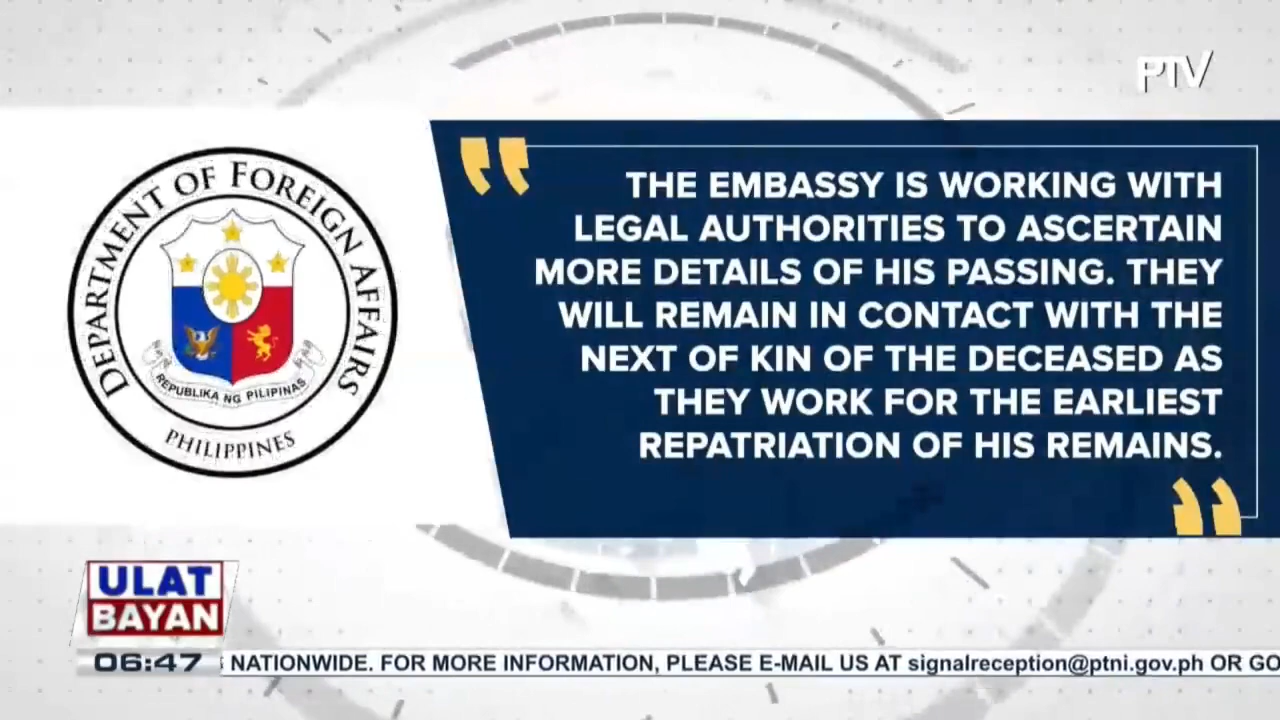 PTV
DEPARTMENT OF FOREIGN AFFAIRS
REPUBLIKA NG PILIPINAS
PHILIPPINES
THE EMBASSY IS WORKING WITH
LEGAL AUTHORITIES TO ASCERTAIN
MORE DETAILS OF HIS PASSING. THEY
WILL REMAIN IN CONTACT WITH THE
NEXT OF KIN OF THE DECEASED AS
THEY WORK FOR THE EARLIEST
REPATRIATION OF HIS REMAINS.
ULAT
BAYAN
06:47
NATIONWIDE. FOR MORE INFORMATION, PLEASE E-MAIL US AT signalreception@ptni.gov.ph OR GO